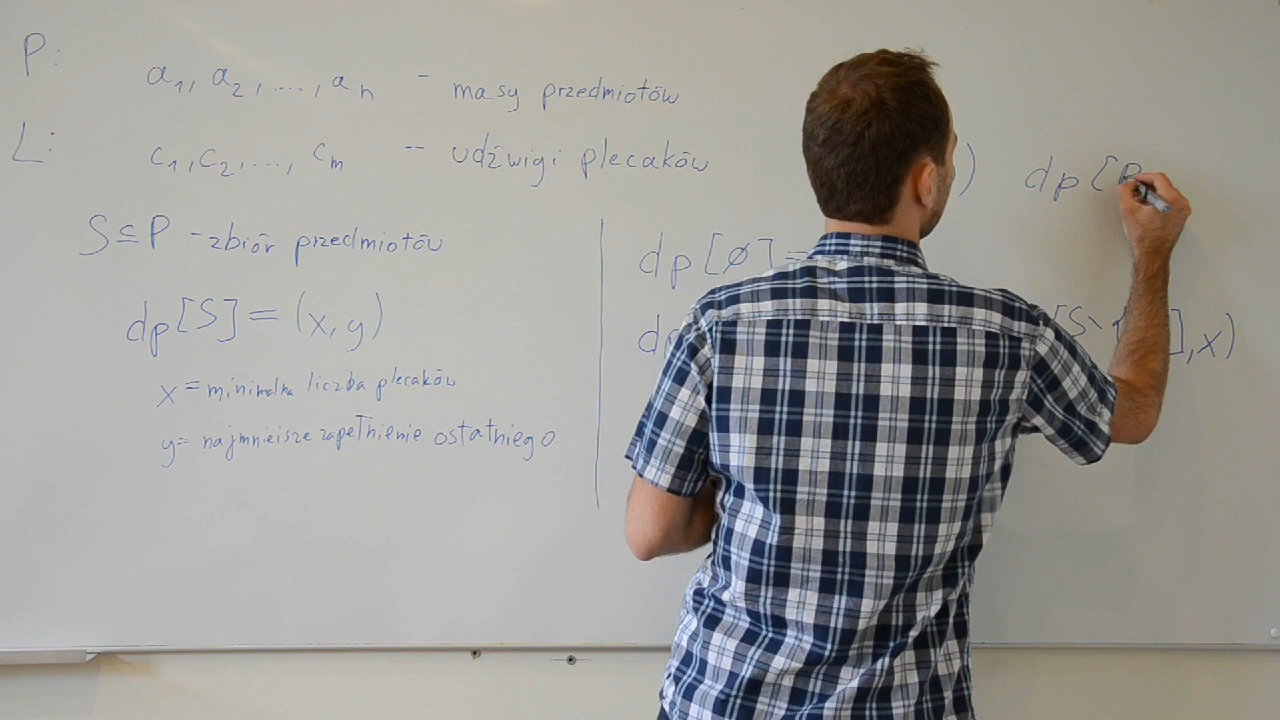 P: a₁, a₂, ..., aₙ - masy przedmiotów
L: c₁, c₂, ..., cₘ -- udźwigi plecaków
S ⊆ P - zbiór przedmiotów
dp[S] = (x, y)
x = minimalna liczba plecaków
y = najmniejsze zapełnienie ostatniego
) dp[P
dp[∅] =
d [S\{ ], x)